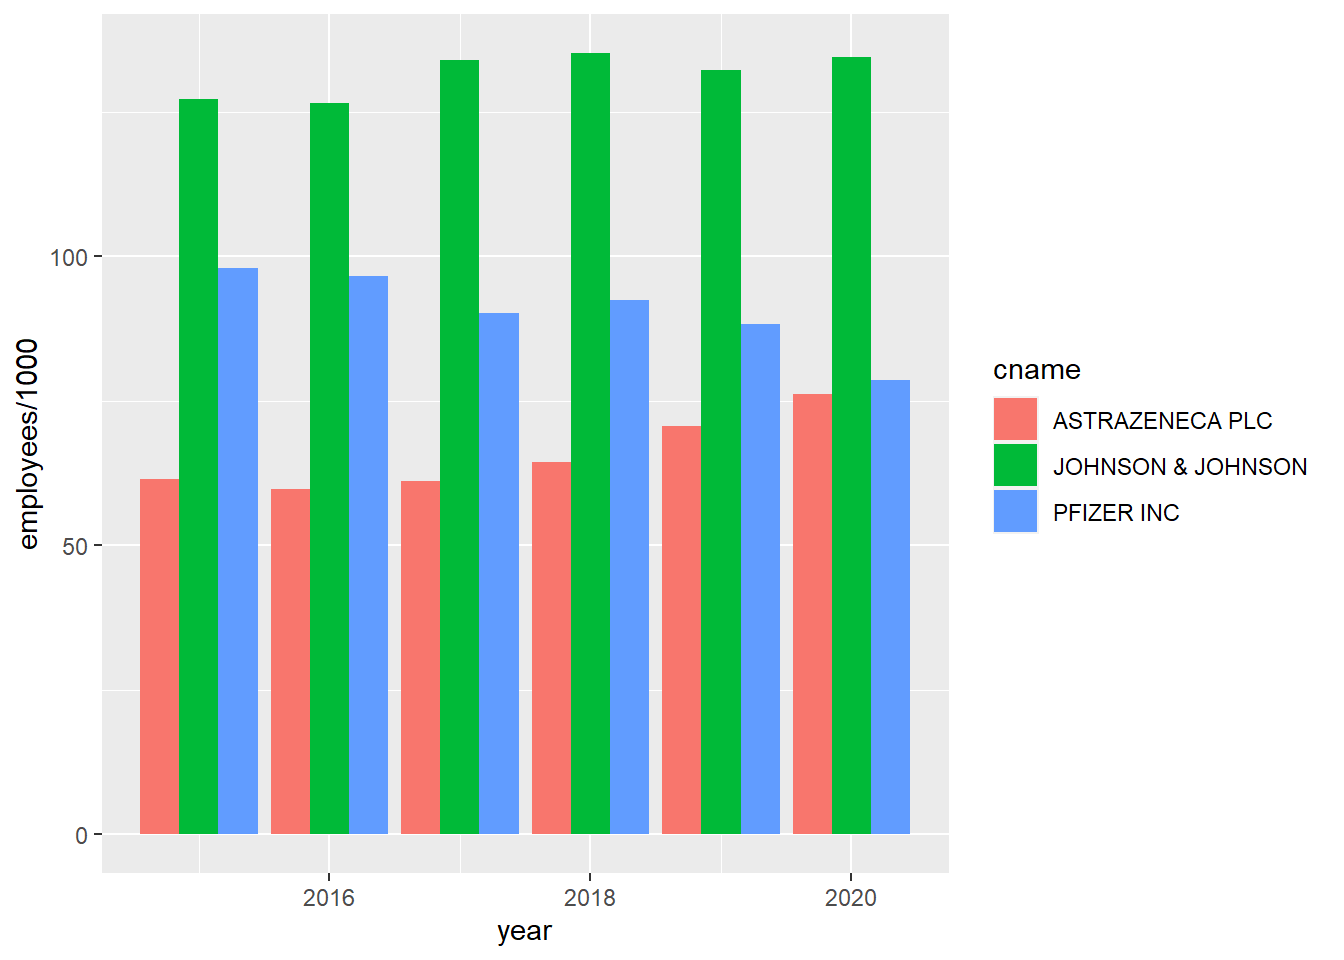 employees/1000
100
50
0
2016 2018 2020
year
cname
ASTRAZENECA PLC
JOHNSON & JOHNSON
PFIZER INC